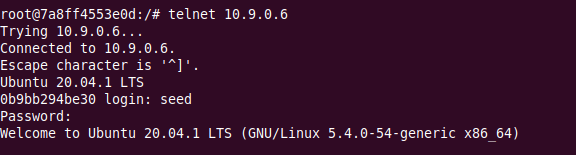 root@7a8ff4553e0d:/# telnet 10.9.0.6
Trying 10.9.0.6...
Connected to 10.9.0.6.
Escape character is '^]'.
Ubuntu 20.04.1 LTS
0b9bb294be30 login: seed
Password:
Welcome to Ubuntu 20.04.1 LTS (GNU/Linux 5.4.0-54-generic x86_64)